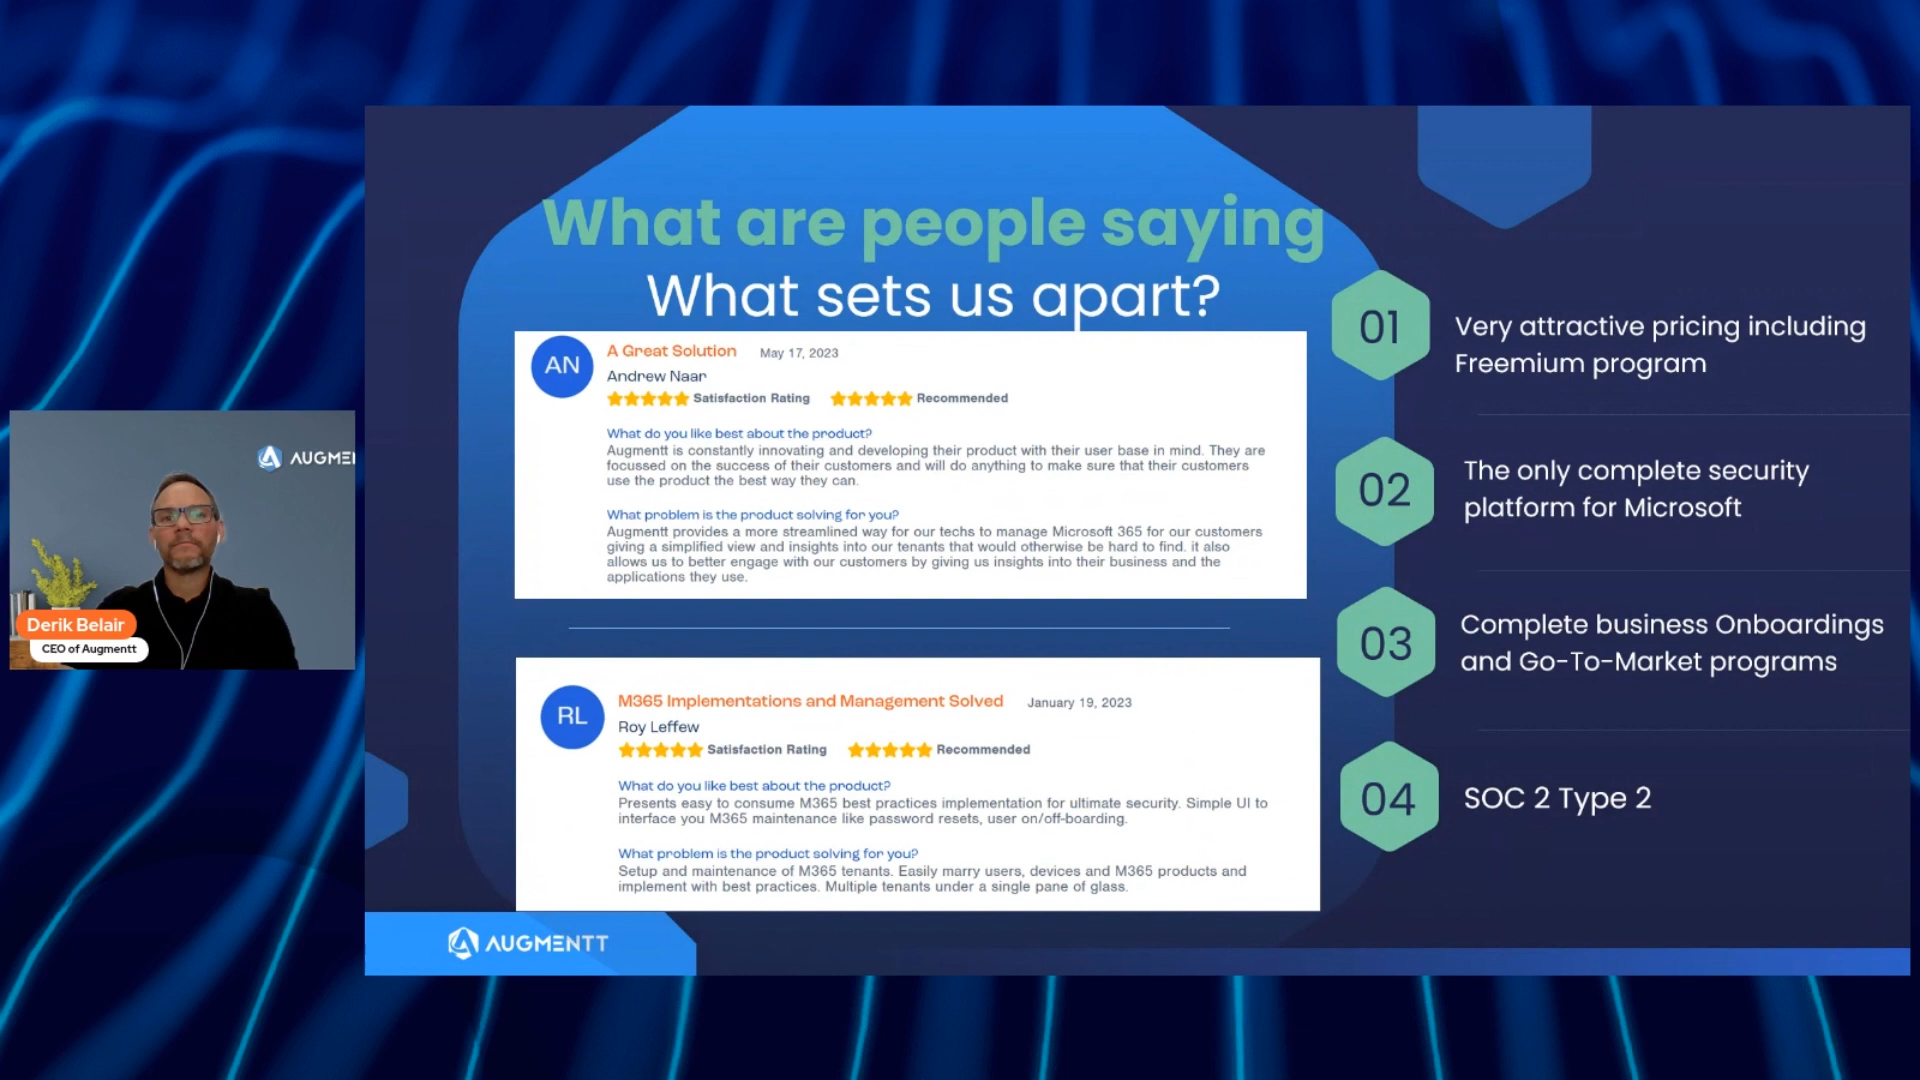 AUGME
Derik Belair
CEO of Augmentt
What are people saying
What sets us apart?
AN
A Great Solution May 17, 2023
Andrew Naar
Satisfaction Rating Recommended
What do you like best about the product?
Augmentt is constantly innovating and developing their product with their user base in mind. They are
focussed on the success of their customers and will do anything to make sure that their customers
use the product the best way they can.
What problem is the product solving for you?
Augmentt provides a more streamlined way for our techs to manage Microsoft 365 for our customers
giving a simplified view and insights into our tenants that would otherwise be hard to find. it also
allows us to better engage with our customers by giving us insights into their business and the
applications they use.
RL
M365 Implementations and Management Solved January 19, 2023
Roy Leffew
Satisfaction Rating Recommended
What do you like best about the product?
Presents easy to consume M365 best practices implementation for ultimate security. Simple UI to
interface you M365 maintenance like password resets, user on/off-boarding.
What problem is the product solving for you?
Setup and maintenance of M365 tenants. Easily marry users, devices and M365 products and
implement with best practices. Multiple tenants under a single pane of glass.
01
Very attractive pricing including
Freemium program
02
The only complete security
platform for Microsoft
03
Complete business Onboardings
and Go-To-Market programs
04
SOC 2 Type 2
AUGMENTT